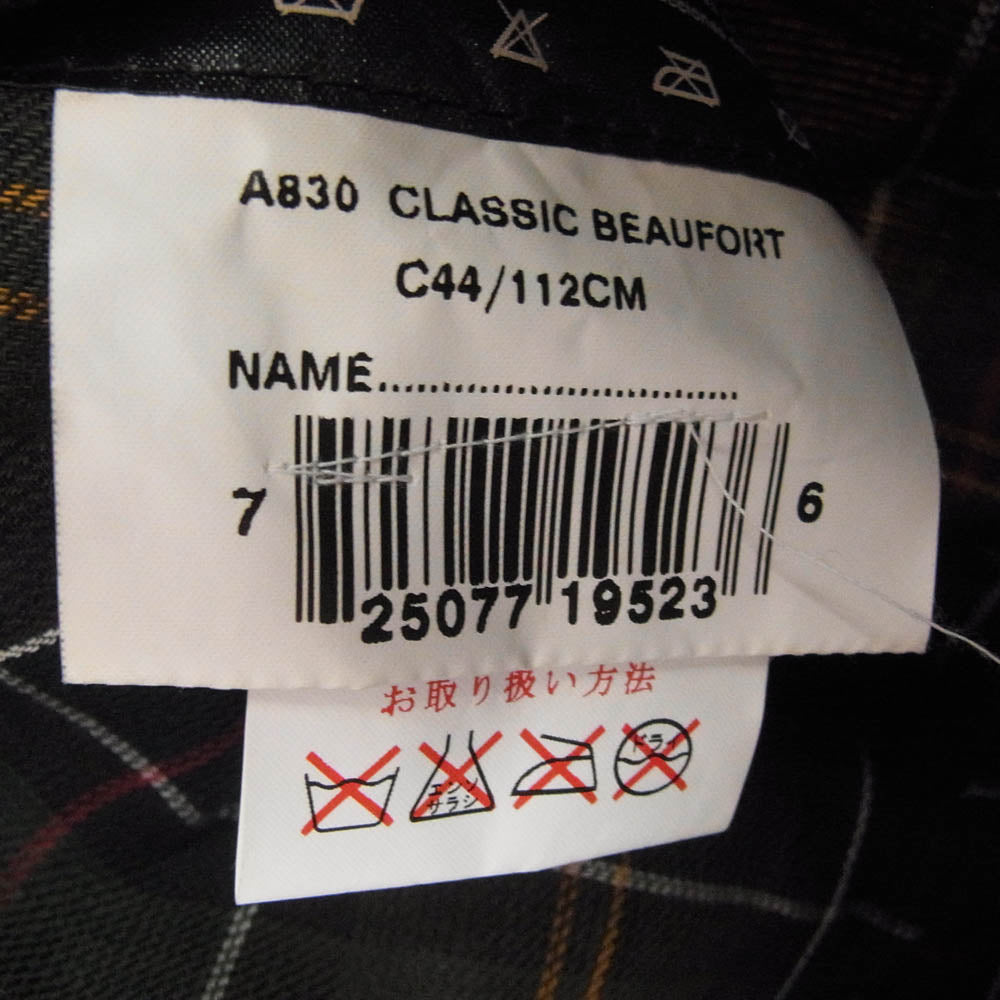 A830 CLASSIC BEAUFORT
C44/112CM
NAME..............................
7 25077 19523 6
お取り扱い方法
エンソ
サラシ
ドライ